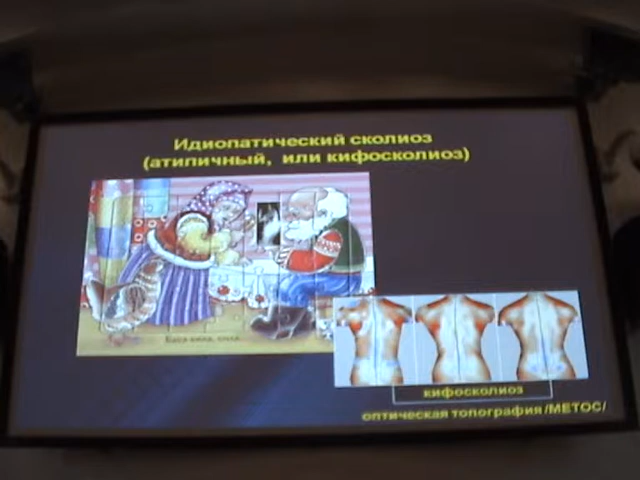 Идиопатический сколиоз
(атипичный, или кифосколиоз)
кифосколиоз
оптическая топография /МЕТОС/